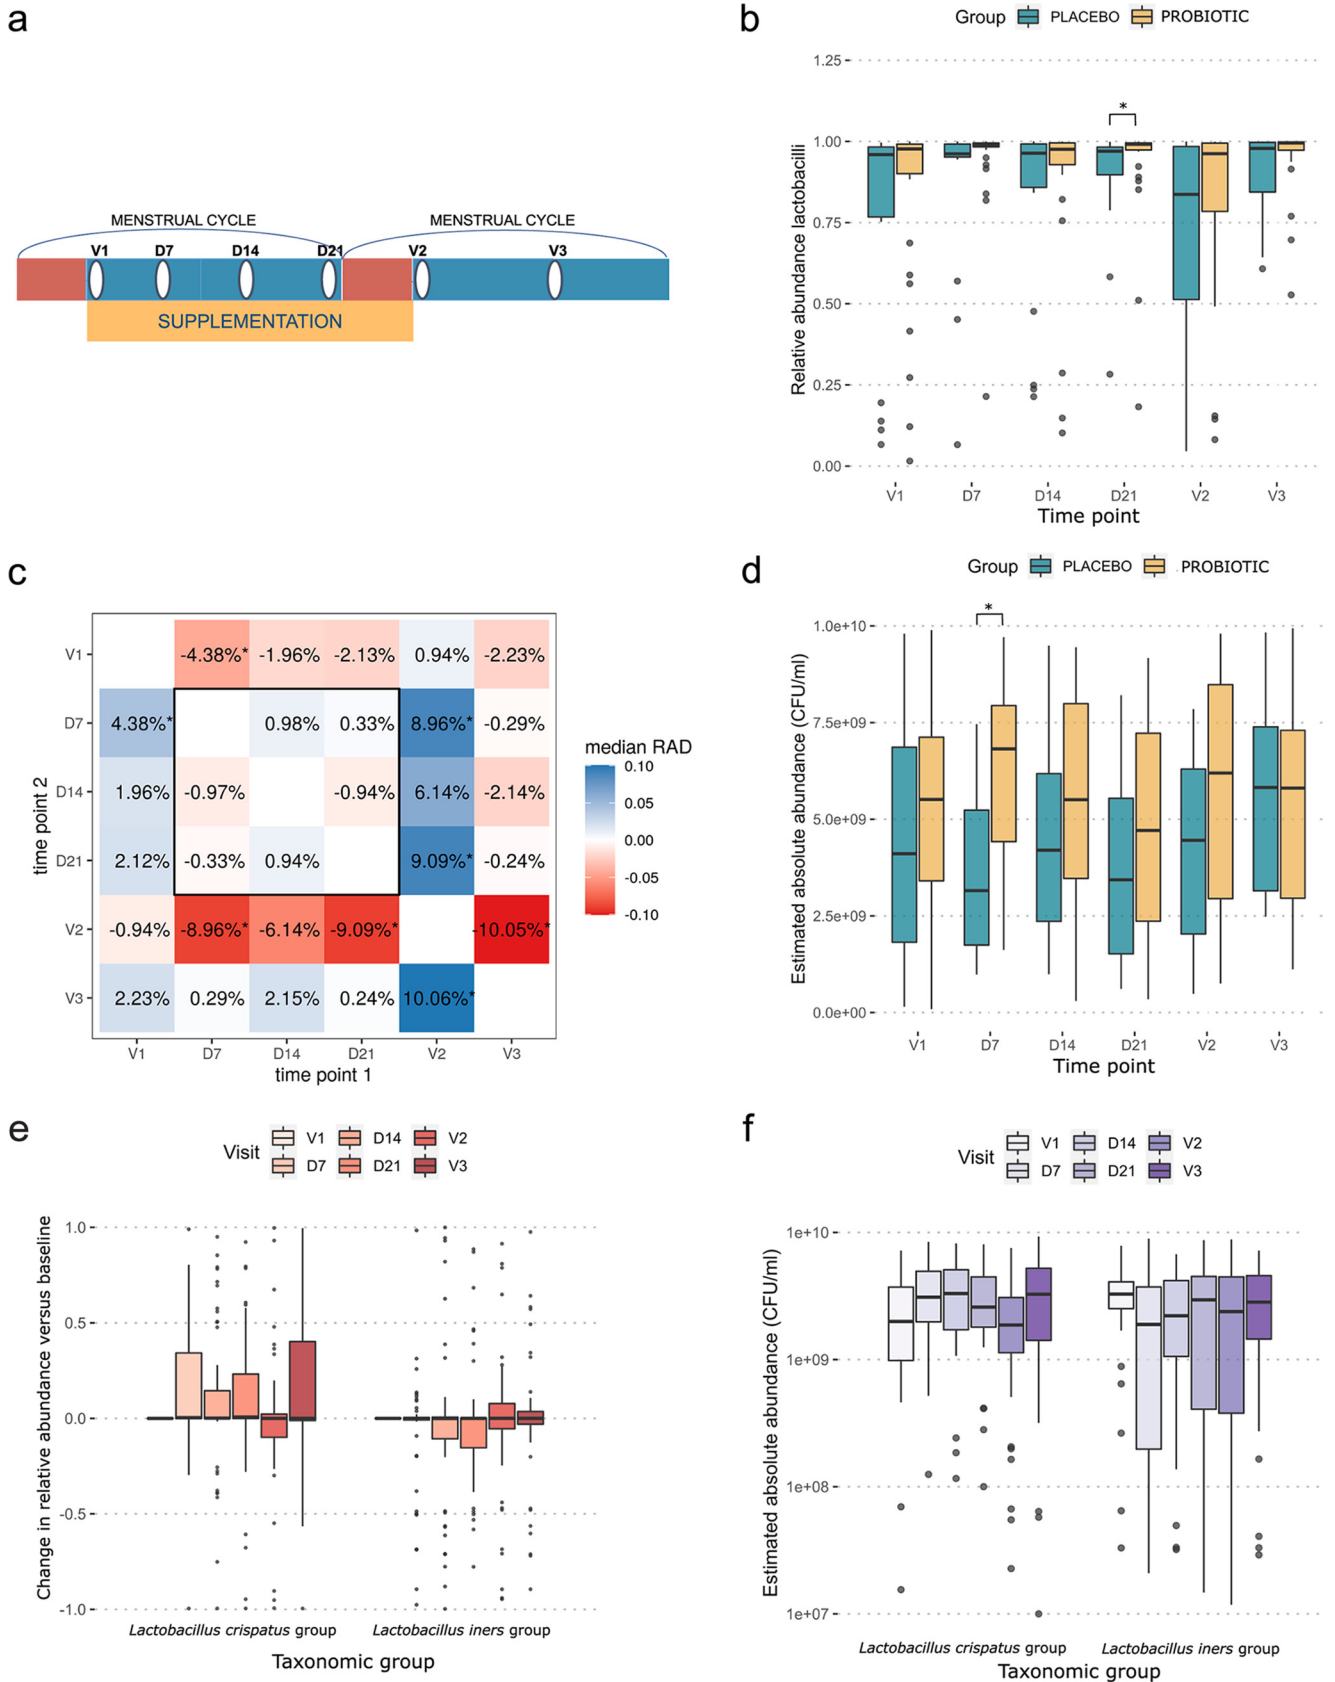 a
MENSTRUAL CYCLE
MENSTRUAL CYCLE
V1
D7
D14
D21
V2
V3
SUPPLEMENTATION
b
Group PLACEBO PROBIOTIC
Relative abundance lactobacilli
1.25
1.00
0.75
0.50
0.25
0.00
*
V1 D7 D14 D21 V2 V3
Time point
c
time point 2
V1 -4.38%* -1.96% -2.13% 0.94% -2.23%
D7 4.38%* 0.98% 0.33% 8.96%* -0.29%
D14 1.96% -0.97% -0.94% 6.14% -2.14%
D21 2.12% -0.33% 0.94% 9.09%* -0.24%
V2 -0.94% -8.96%* -6.14% -9.09%* -10.05%*
V3 2.23% 0.29% 2.15% 0.24% 10.06%*
V1 D7 D14 D21 V2 V3
time point 1
median RAD
0.10
0.05
0.00
-0.05
-0.10
d
Group PLACEBO PROBIOTIC
Estimated absolute abundance (CFU/ml)
1.0e+10
7.5e+09
5.0e+09
2.5e+09
0.0e+00
*
V1 D7 D14 D21 V2 V3
Time point
e
Visit
V1 D14 V2
D7 D21 V3
Change in relative abundance versus baseline
1.0
0.5
0.0
-0.5
-1.0
Lactobacillus crispatus group
Lactobacillus iners group
Taxonomic group
f
Visit
V1 D14 V2
D7 D21 V3
Estimated absolute abundance (CFU/ml)
1e+10
1e+09
1e+08
1e+07
Lactobacillus crispatus group
Lactobacillus iners group
Taxonomic group